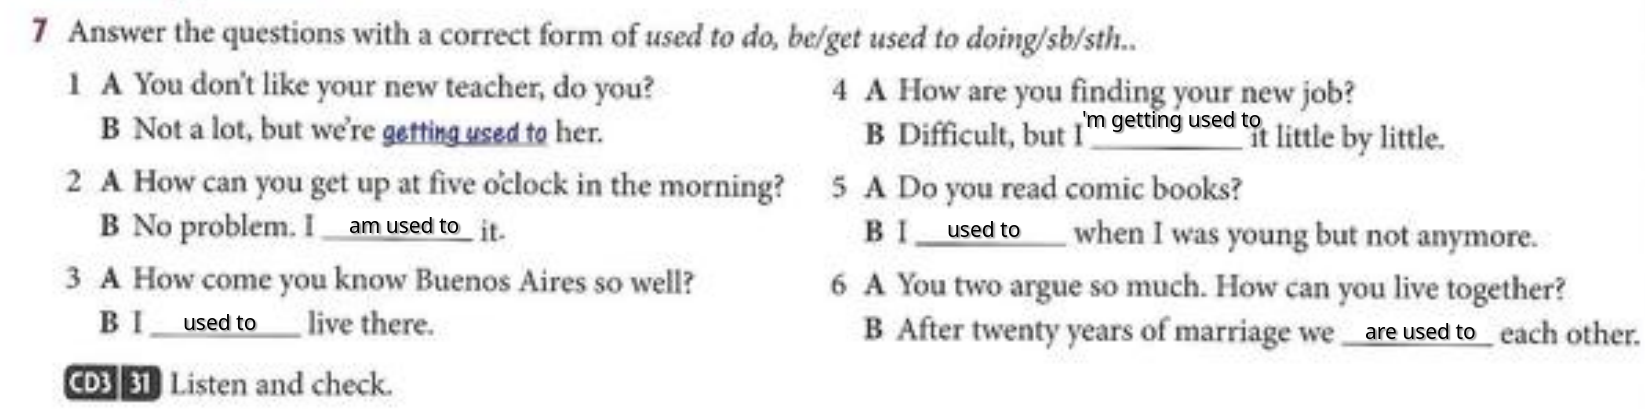 7 Answer the questions with a correct form of used to do, be/get used to doing/sb/sth..
1 A You don't like your new teacher, do you?
B Not a lot, but we're getting used to her.
2 A How can you get up at five o'clock in the morning?
B No problem. I am used to it.
3 A How come you know Buenos Aires so well?
B I used to live there.
CD3 31 Listen and check.
4 A How are you finding your new job?
B Difficult, but I 'm getting used to it little by little.
5 A Do you read comic books?
B I used to when I was young but not anymore.
6 A You two argue so much. How can you live together?
B After twenty years of marriage we are used to each other.